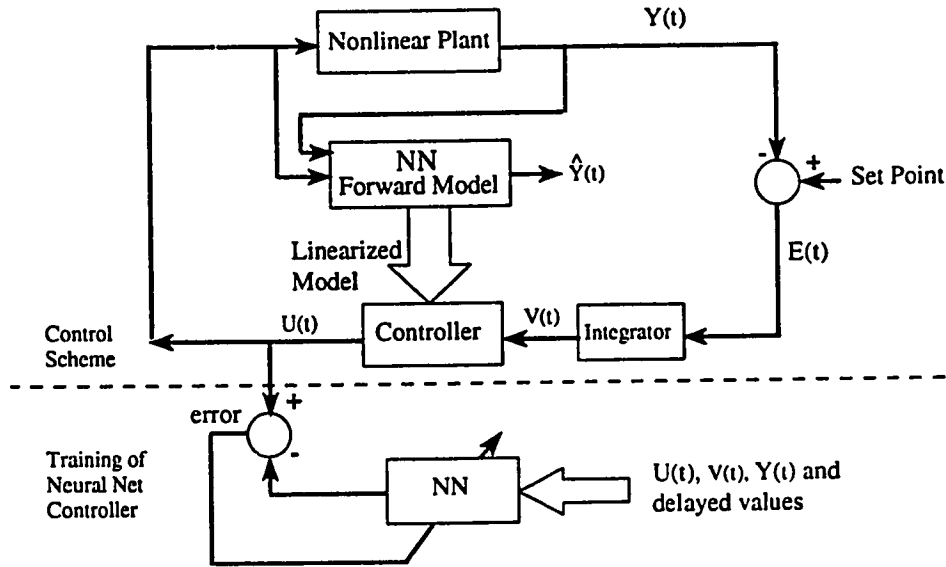 Y(t)
Nonlinear Plant
NN
Forward Model
Ŷ(t)
-
+
Set Point
Linearized
Model
E(t)
U(t)
Controller
V(t)
Integrator
Control
Scheme
error
+
-
Training of
Neural Net
Controller
NN
U(t), V(t), Y(t) and
delayed values